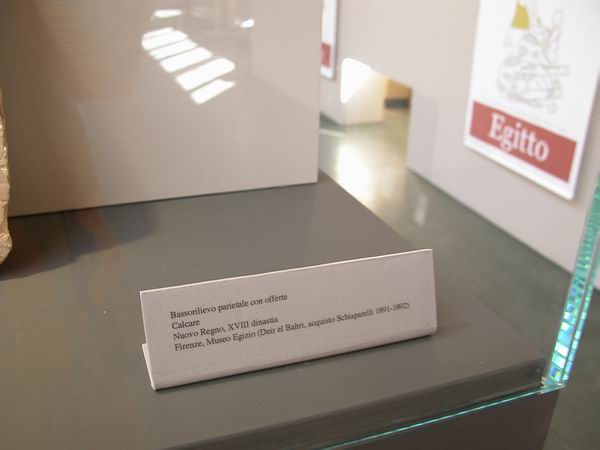 Egitto
Bassorilievo parietale con offerte
Calcare
Nuovo Regno, XVIII dinastia
Firenze, Museo Egizio (Deir el Bahri, acquisto Schiaparelli 1891-1892)